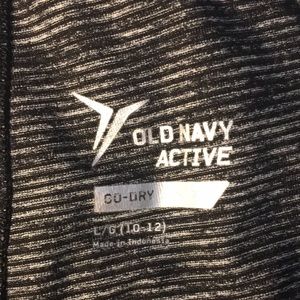 OLD NAVY
ACTIVE
GO-DRY
L/G (10-12)
Made in Indonesia